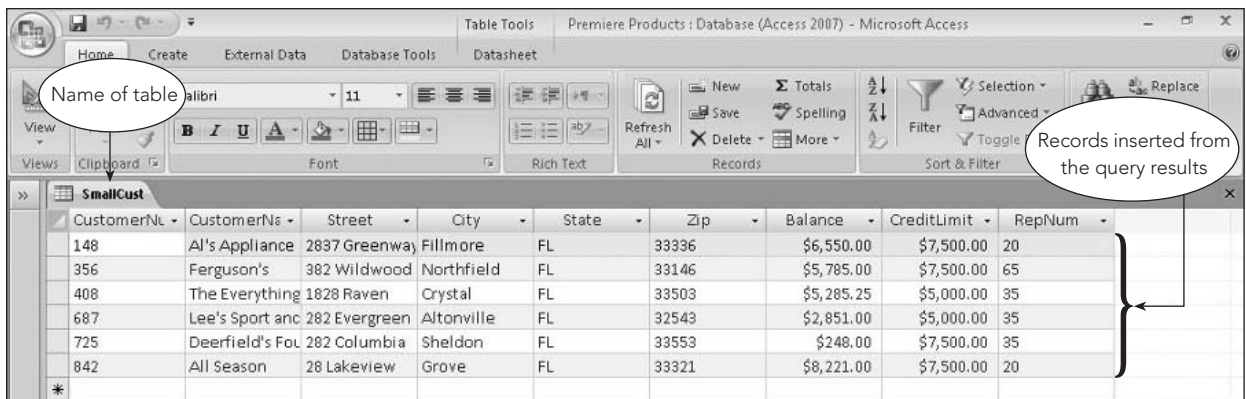 Table Tools Premiere Products : Database (Access 2007) - Microsoft Access
Home Create External Data Database Tools Datasheet
Name of table
alibri 11
New Σ Totals Selection Replace
Save Spelling Advanced
View B I U A Refresh All Delete More Filter Toggle
Records inserted from
the query results
Views Clipboard Font Rich Text Records Sort & Filter
SmallCust
CustomerNu CustomerNa Street City State Zip Balance CreditLimit RepNum
148 Al's Appliance 2837 Greenway Fillmore FL 33336 $6,550.00 $7,500.00 20
356 Ferguson's 382 Wildwood Northfield FL 33146 $5,785.00 $7,500.00 65
408 The Everything 1828 Raven Crystal FL 33503 $5,285.25 $5,000.00 35
687 Lee's Sport and 282 Evergreen Altonville FL 32543 $2,851.00 $5,000.00 35
725 Deerfield's Fou 282 Columbia Sheldon FL 33553 $248.00 $7,500.00 35
842 All Season 28 Lakeview Grove FL 33321 $8,221.00 $7,500.00 20